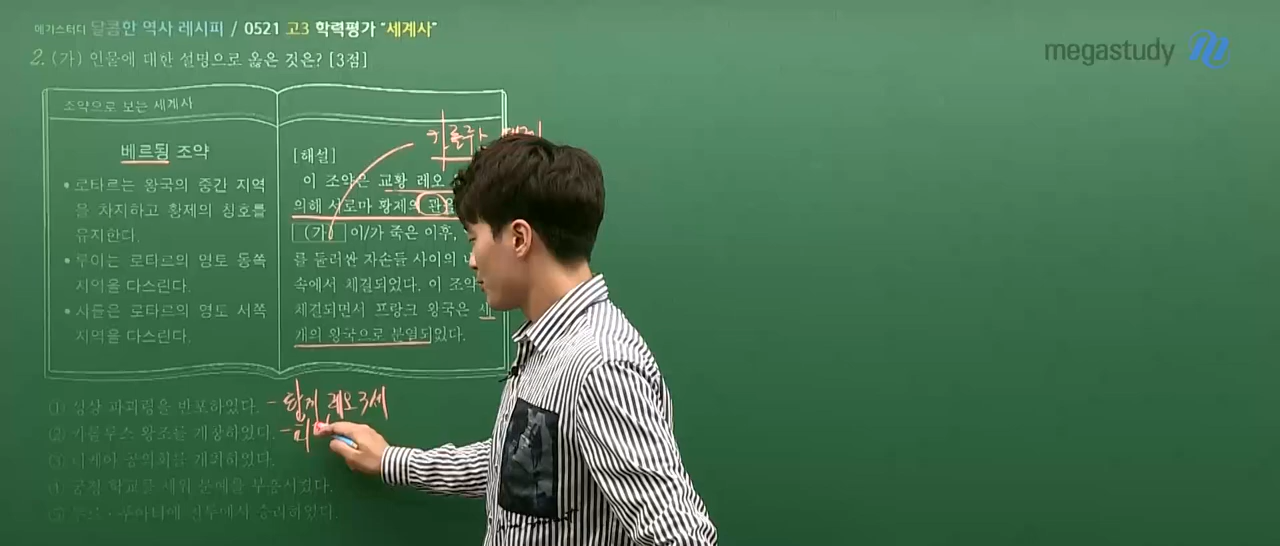 메가스터디 달콤한 역사 레시피 / 0521 고3 학력평가 "세계사"
megastudy
2. (가) 인물에 대한 설명으로 옳은 것은? [3점]
조약으로 보는 세계사
베르됭 조약
• 로타르는 왕국의 중간 지역
을 차지하고 황제의 칭호를
유지한다.
• 루이는 로타르의 영토 동쪽
지역을 다스린다.
• 샤를은 로타르의 영토 서쪽
지역을 다스린다.
카롤루스
[해설]
이 조약은 교황 레오
의해 서로마 황제의 관을
(가) 이/가 죽은 이후,
를 둘러싼 자손들 사이의
속에서 체결되었다. 이 조약
체결되면서 프랑크 왕국은 세
개의 왕국으로 분열되었다.
① 성상 파괴령을 반포하였다. - 레오 3세
② 카롤루스 왕조를 개창하였다. - 피
③ 니케아 공의회를 개최하였다.
④ 궁정 학교를 세워 문예를 부흥시켰다.
⑤ 투르·푸아티에 전투에서 승리하였다.